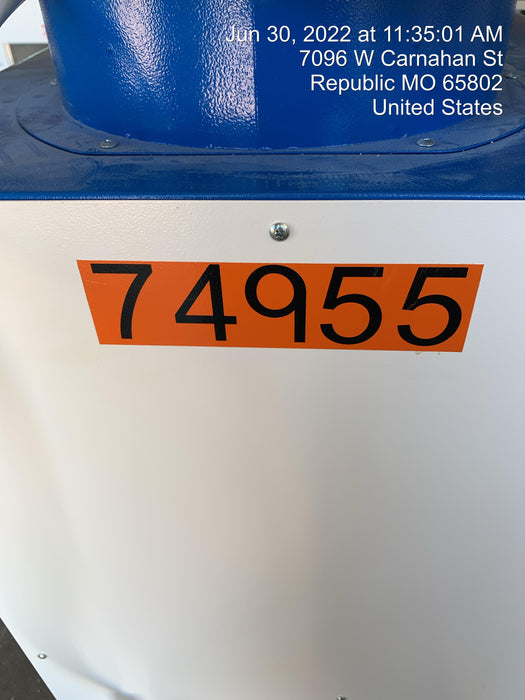 Jun 30, 2022 at 11:35:01 AM
7096 W Carnahan St
Republic MO 65802
United States
74955